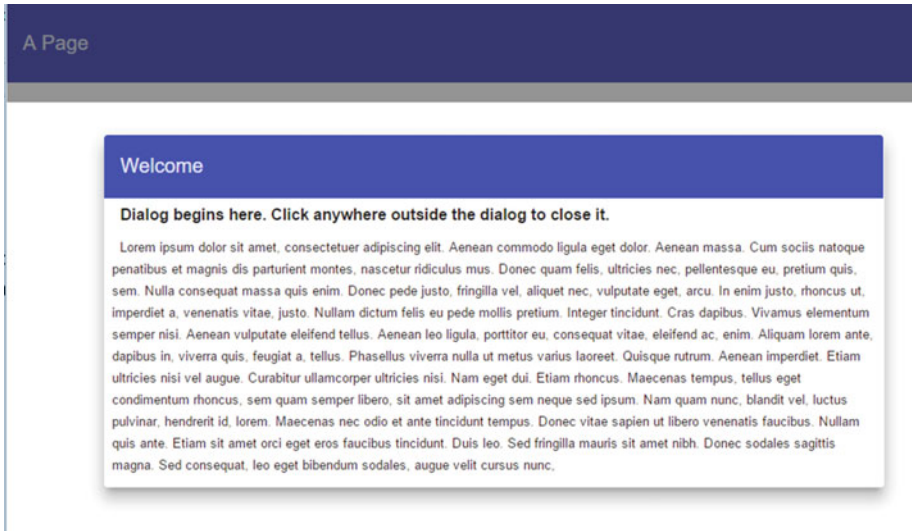 A Page
Welcome
Dialog begins here. Click anywhere outside the dialog to close it.
Lorem ipsum dolor sit amet, consectetuer adipiscing elit. Aenean commodo ligula eget dolor. Aenean massa. Cum sociis natoque
penatibus et magnis dis parturient montes, nascetur ridiculus mus. Donec quam felis, ultricies nec, pellentesque eu, pretium quis,
sem. Nulla consequat massa quis enim. Donec pede justo, fringilla vel, aliquet nec, vulputate eget, arcu. In enim justo, rhoncus ut,
imperdiet a, venenatis vitae, justo. Nullam dictum felis eu pede mollis pretium. Integer tincidunt. Cras dapibus. Vivamus elementum
semper nisi. Aenean vulputate eleifend tellus. Aenean leo ligula, porttitor eu, consequat vitae, eleifend ac, enim. Aliquam lorem ante,
dapibus in, viverra quis, feugiat a, tellus. Phasellus viverra nulla ut metus varius laoreet. Quisque rutrum. Aenean imperdiet. Etiam
ultricies nisi vel augue. Curabitur ullamcorper ultricies nisi. Nam eget dui. Etiam rhoncus. Maecenas tempus, tellus eget
condimentum rhoncus, sem quam semper libero, sit amet adipiscing sem neque sed ipsum. Nam quam nunc, blandit vel, luctus
pulvinar, hendrerit id, lorem. Maecenas nec odio et ante tincidunt tempus. Donec vitae sapien ut libero venenatis faucibus. Nullam
quis ante. Etiam sit amet orci eget eros faucibus tincidunt. Duis leo. Sed fringilla mauris sit amet nibh. Donec sodales sagittis
magna. Sed consequat, leo eget bibendum sodales, augue velit cursus nunc,